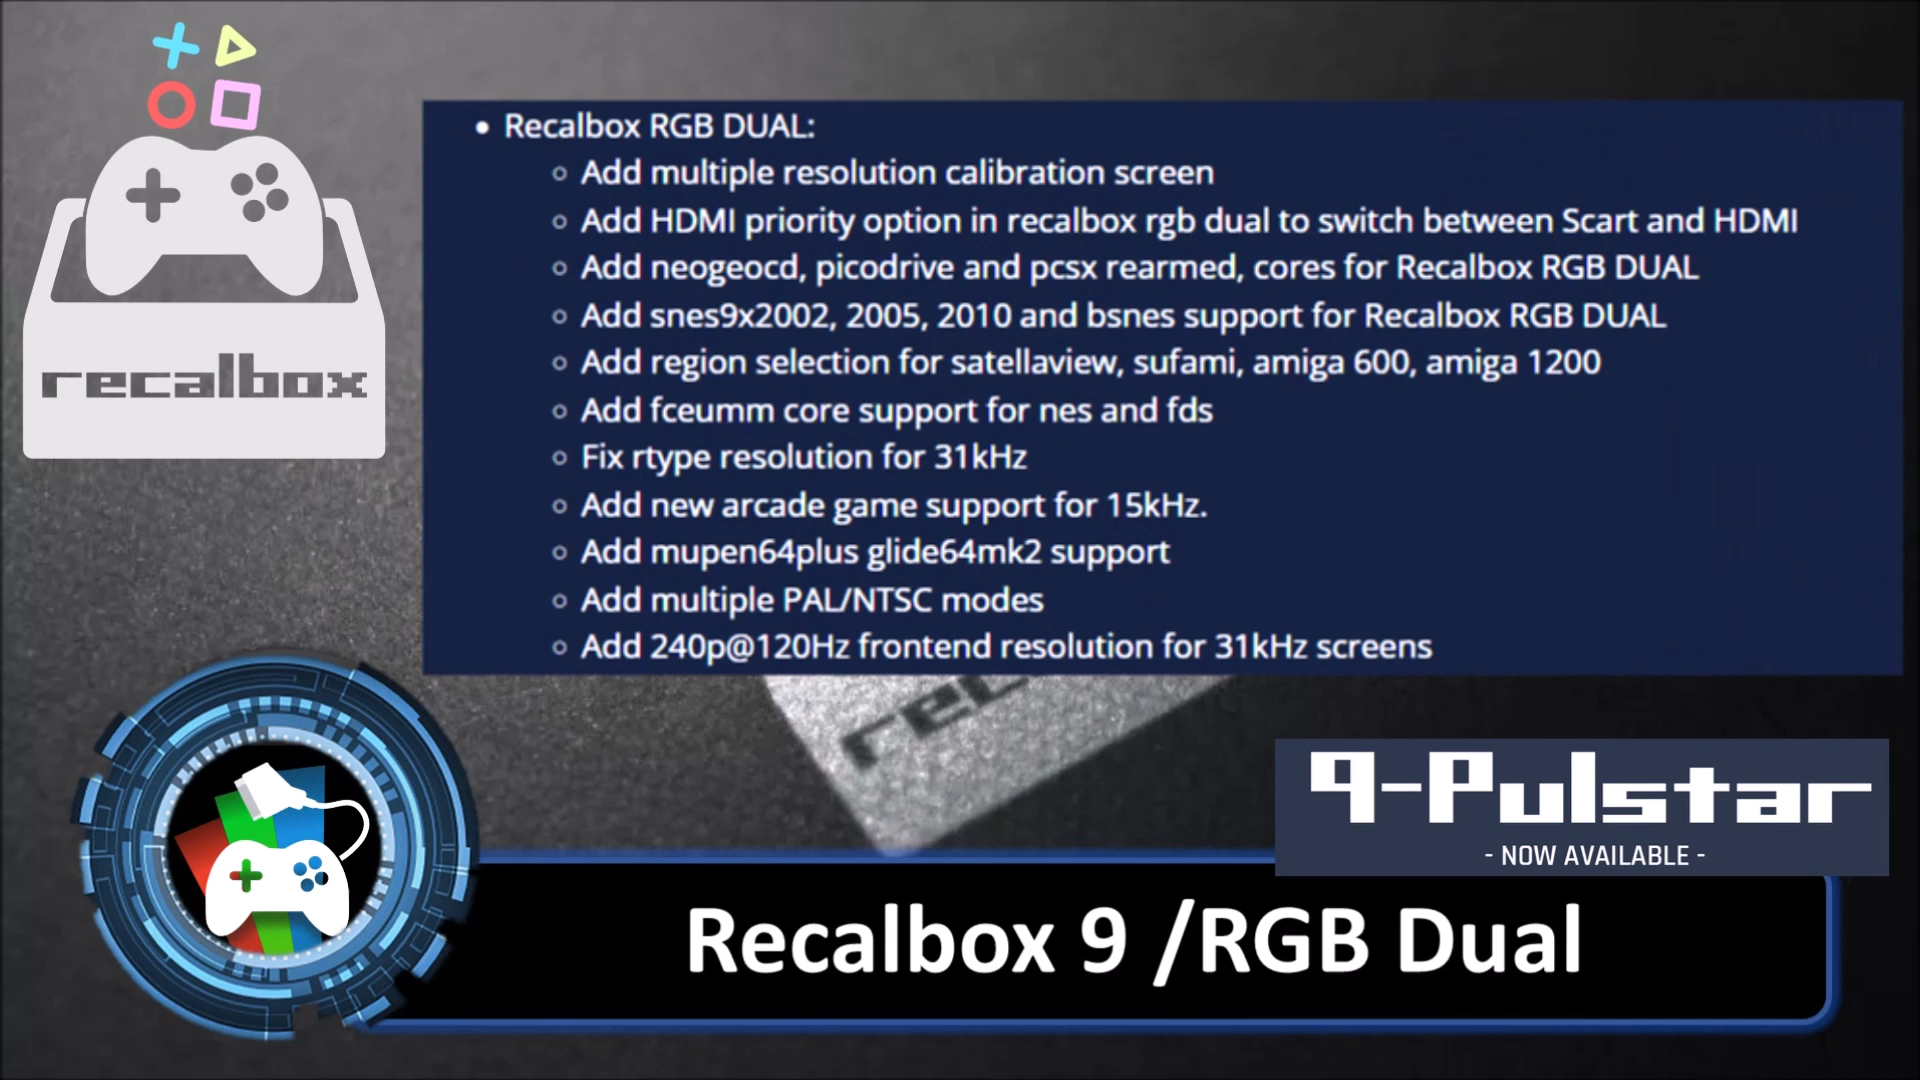 Recalbox RGB DUAL:
Add multiple resolution calibration screen
Add HDMI priority option in recalbox rgb dual to switch between Scart and HDMI
Add neogeocd, picodrive and pcsx rearmed, cores for Recalbox RGB DUAL
Add snes9x2002, 2005, 2010 and bsnes support for Recalbox RGB DUAL
Add region selection for satellaview, sufami, amiga 600, amiga 1200
recalbox
Add fceumm core support for nes and fds
Fix rtype resolution for 31kHz
Add new arcade game support for 15kHz.
Add mupen64plus glide64mk2 support
Add multiple PAL/NTSC modes
Add 240p@120Hz frontend resolution for 31kHz screens
rec
9-Pulstar
- NOW AVAILABLE -
Recalbox 9 /RGB Dual